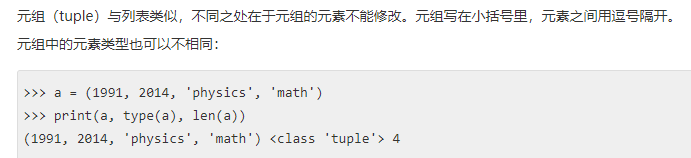 元组（tuple）与列表类似，不同之处在于元组的元素不能修改。元组写在小括号里，元素之间用逗号隔开。
元组中的元素类型也可以不相同：
>>> a = (1991, 2014, 'physics', 'math')
>>> print(a, type(a), len(a))
(1991, 2014, 'physics', 'math') <class 'tuple'> 4